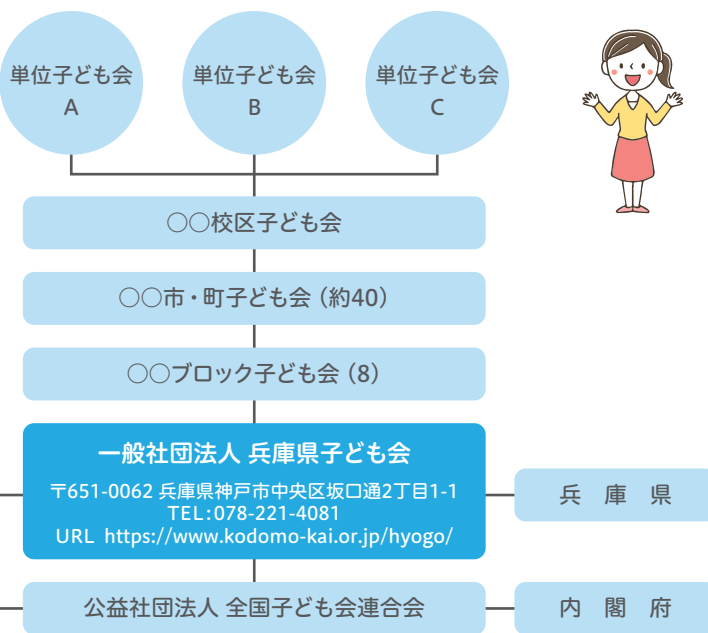 単位子ども会
A
単位子ども会
B
単位子ども会
C
○○校区子ども会
○○市・町子ども会（約40）
○○ブロック子ども会（8）
一般社団法人 兵庫県子ども会
〒651-0062 兵庫県神戸市中央区坂口通2丁目1-1
TEL:078-221-4081
URL https://www.kodomo-kai.or.jp/hyogo/
兵 庫 県
公益社団法人 全国子ども会連合会
内 閣 府